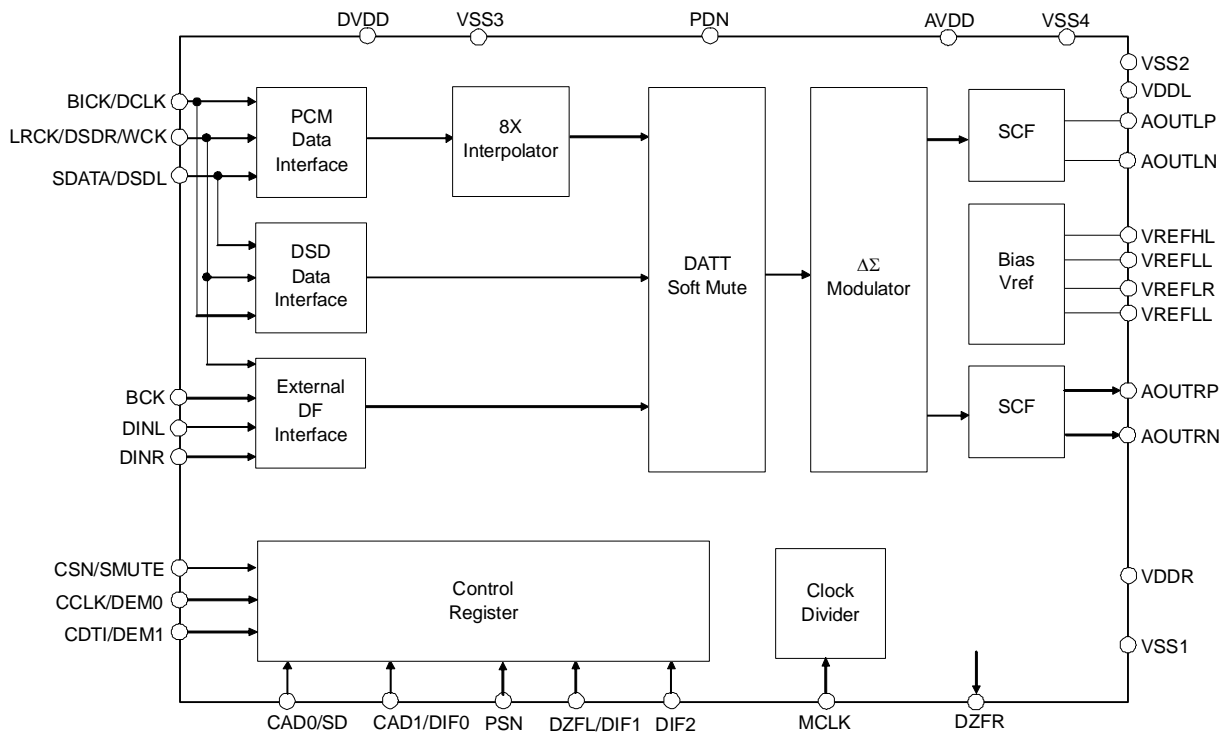 DVDD
VSS3
PDN
AVDD
VSS4
VSS2
VDDL
AOUTLP
AOUTLN
VREFHL
VREFLL
VREFLR
VREFLL
AOUTRP
AOUTRN
VDDR
VSS1
BICK/DCLK
LRCK/DSDR/WCK
SDATA/DSDL
BCK
DINL
DINR
CSN/SMUTE
CCLK/DEM0
CDTI/DEM1
PCM
Data
Interface
8X
Interpolator
DSD
Data
Interface
External
DF
Interface
DATT
Soft Mute
ΔΣ
Modulator
SCF
Bias
Vref
SCF
Control
Register
Clock
Divider
CAD0/SD
CAD1/DIF0
PSN
DZFL/DIF1
DIF2
MCLK
DZFR